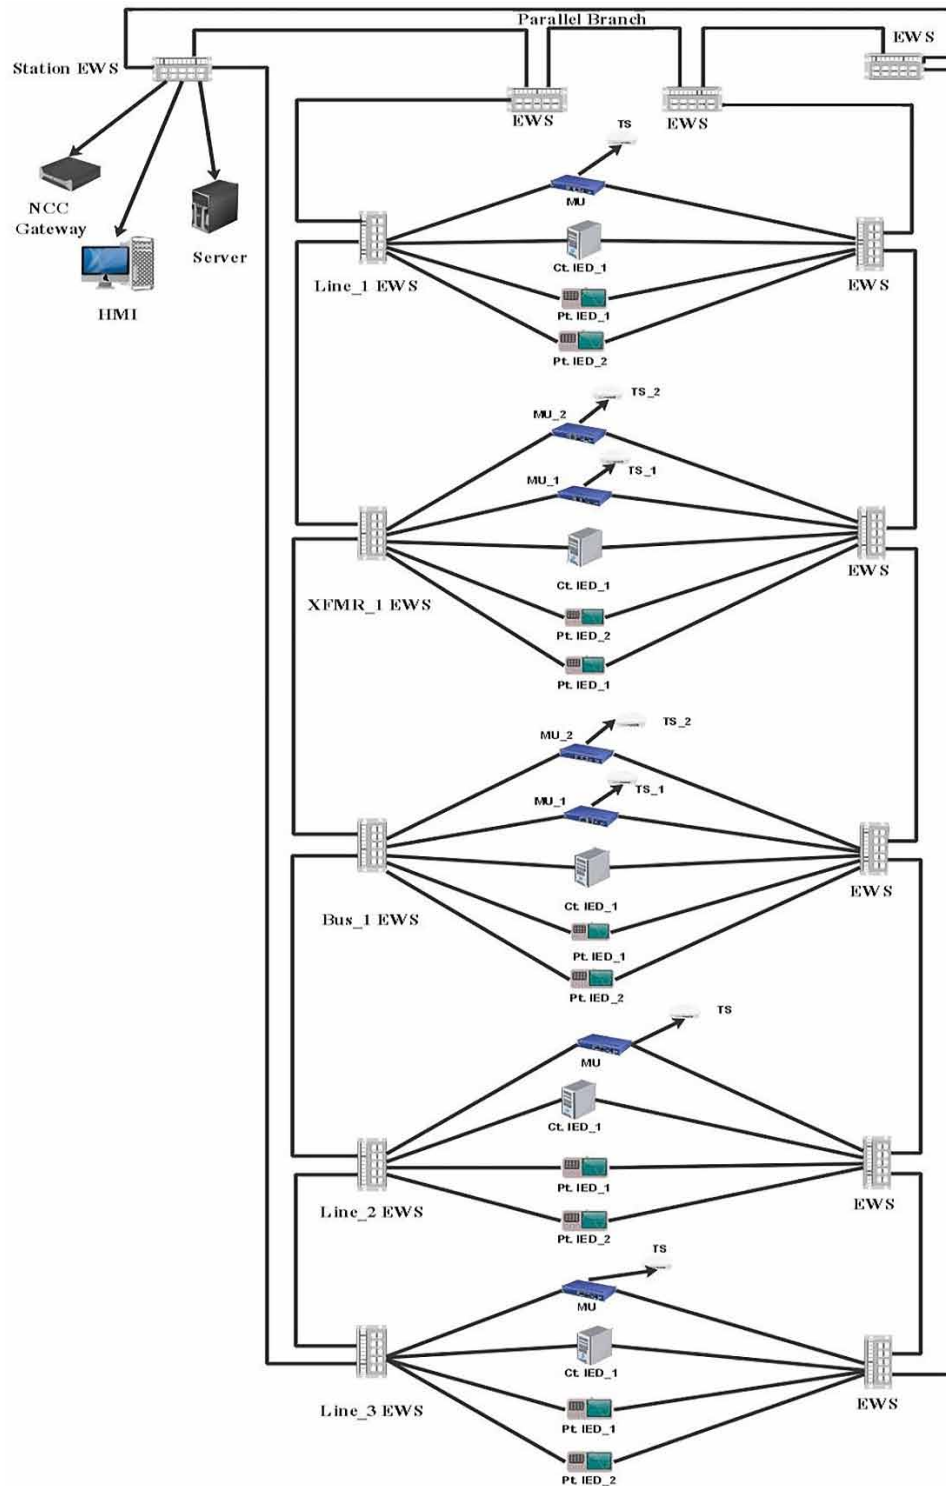 Parallel Branch
EWS
Station EWS
EWS
EWS
TS
NCC
Gateway
MU
Server
Ct. IED_1
Line_1 EWS
EWS
HMI
Pt. IED_1
Pt. IED_2
TS_2
MU_2
TS_1
MU_1
Ct. IED_1
EWS
XFMR_1 EWS
Pt. IED_2
Pt. IED_1
TS_2
MU_2
TS_1
MU_1
Ct. IED_1
EWS
Bus_1 EWS
Pt. IED_1
Pt. IED_2
TS
MU
Ct. IED_1
Pt. IED_1
EWS
Line_2 EWS
Pt. IED_2
TS
MU
Ct. IED_1
EWS
Line_3 EWS
Pt. IED_1
Pt. IED_2